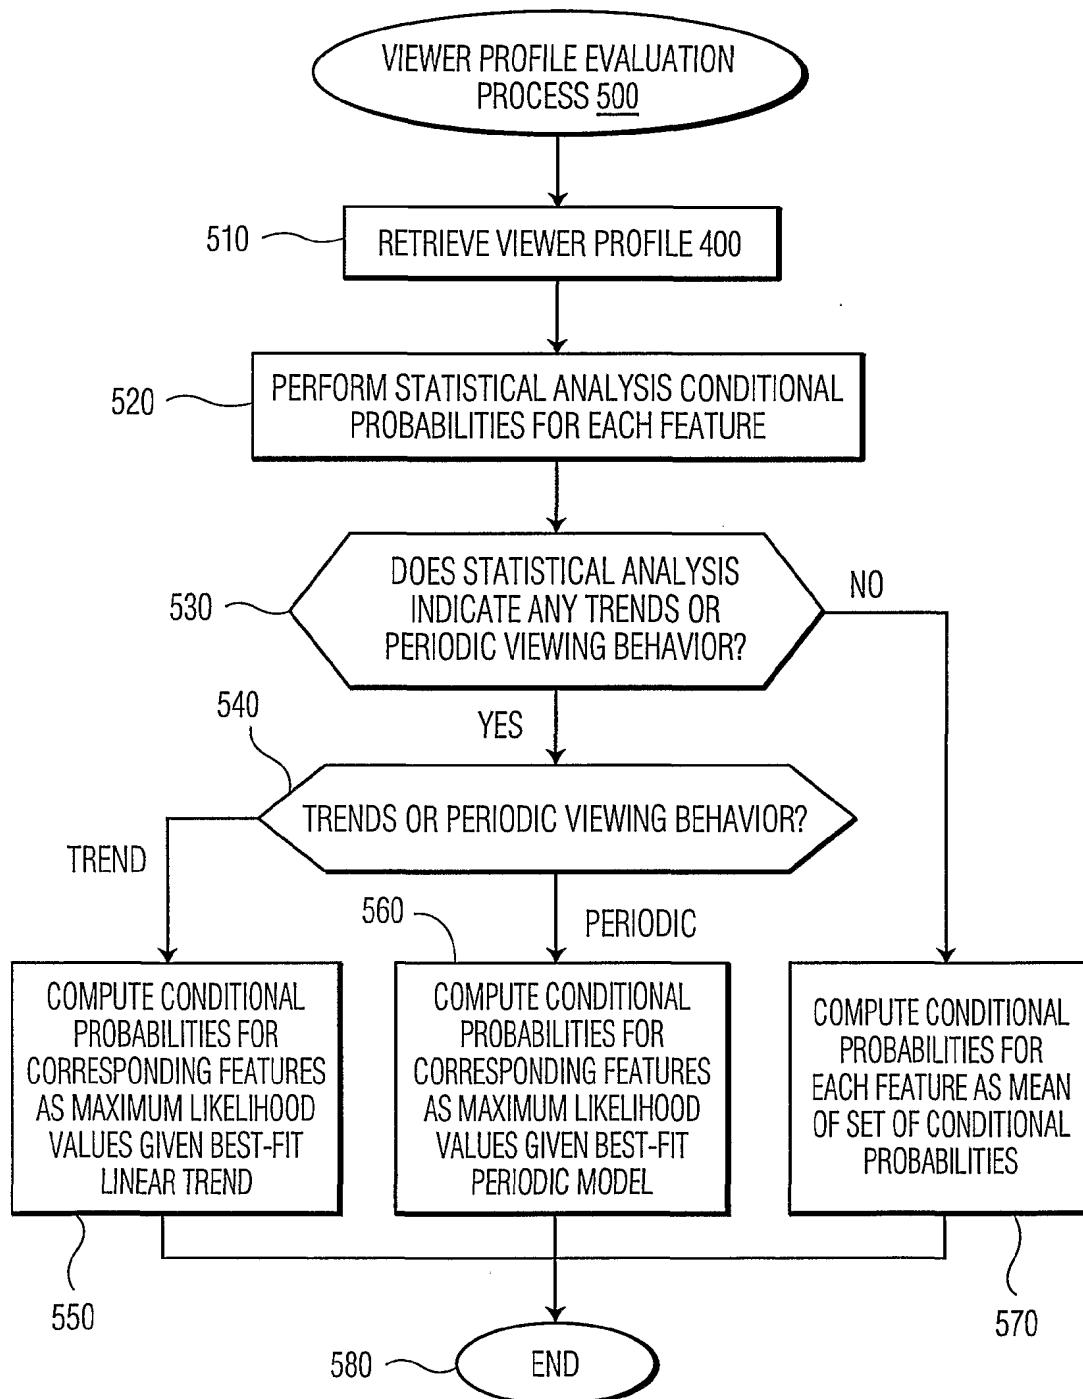 VIEWER PROFILE EVALUATION
PROCESS 500
510
RETRIEVE VIEWER PROFILE 400
520
PERFORM STATISTICAL ANALYSIS CONDITIONAL
PROBABILITIES FOR EACH FEATURE
530
DOES STATISTICAL ANALYSIS
INDICATE ANY TRENDS OR
PERIODIC VIEWING BEHAVIOR?
NO
YES
540
TRENDS OR PERIODIC VIEWING BEHAVIOR?
TREND
560
PERIODIC
COMPUTE CONDITIONAL
PROBABILITIES FOR
CORRESPONDING FEATURES
AS MAXIMUM LIKELIHOOD
VALUES GIVEN BEST-FIT
LINEAR TREND
550
COMPUTE CONDITIONAL
PROBABILITIES FOR
CORRESPONDING FEATURES
AS MAXIMUM LIKELIHOOD
VALUES GIVEN BEST-FIT
PERIODIC MODEL
COMPUTE CONDITIONAL
PROBABILITIES FOR
EACH FEATURE AS MEAN
OF SET OF CONDITIONAL
PROBABILITIES
570
580
END